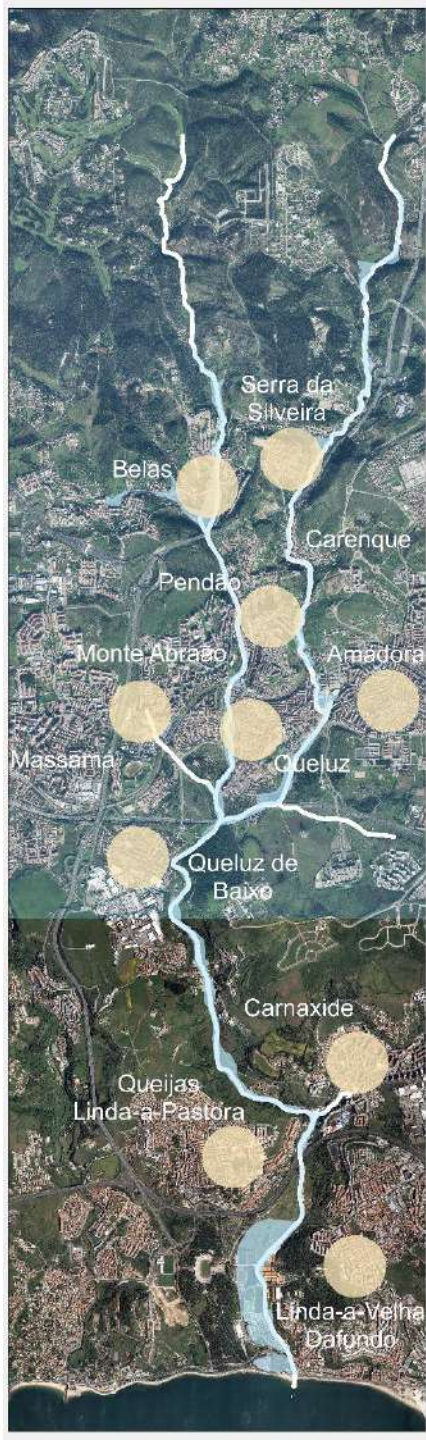 Serra da
Silveira
Belas
Carenque
Pendão
Monte Abraão
Amadora
Massama
Queluz
Queluz de
Baixo
Carnaxide
Queijas
Linda-a-Pastora
Linda-a-Velha
Dafundo